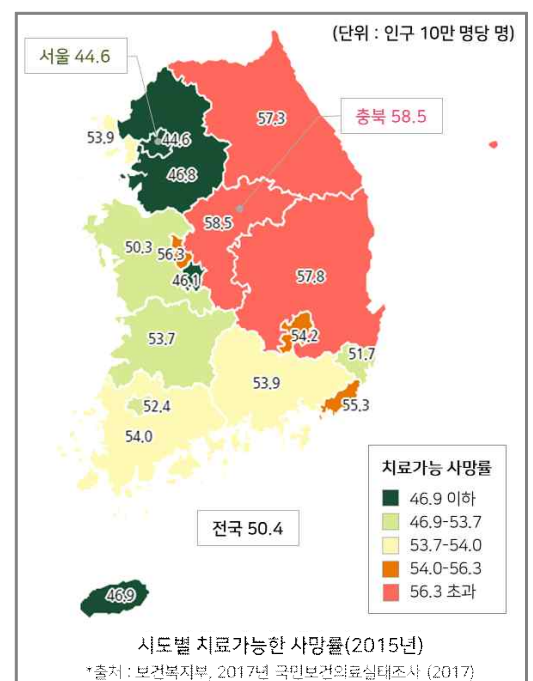 (단위 : 인구 10만 명당 명)
서울 44.6
충북 58.5
57.3
53.9
44.6
46.8
58.5
50.3
56.3
46.1
57.8
53.7
54.2
51.7
53.9
55.3
52.4
54.0
치료가능 사망률
46.9 이하
46.9-53.7
53.7-54.0
54.0-56.3
56.3 초과
전국 50.4
46.9
시도별 치료가능한 사망률(2015년)
*출처 : 보건복지부, 2017년 국민보건의료실태조사 (2017)